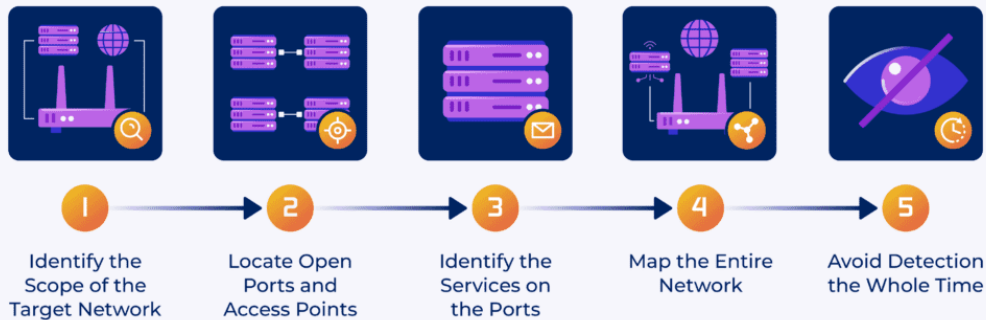 1
2
3
4
5
Identify the
Scope of the
Target Network
Locate Open
Ports and
Access Points
Identify the
Services on
the Ports
Map the Entire
Network
Avoid Detection
the Whole Time